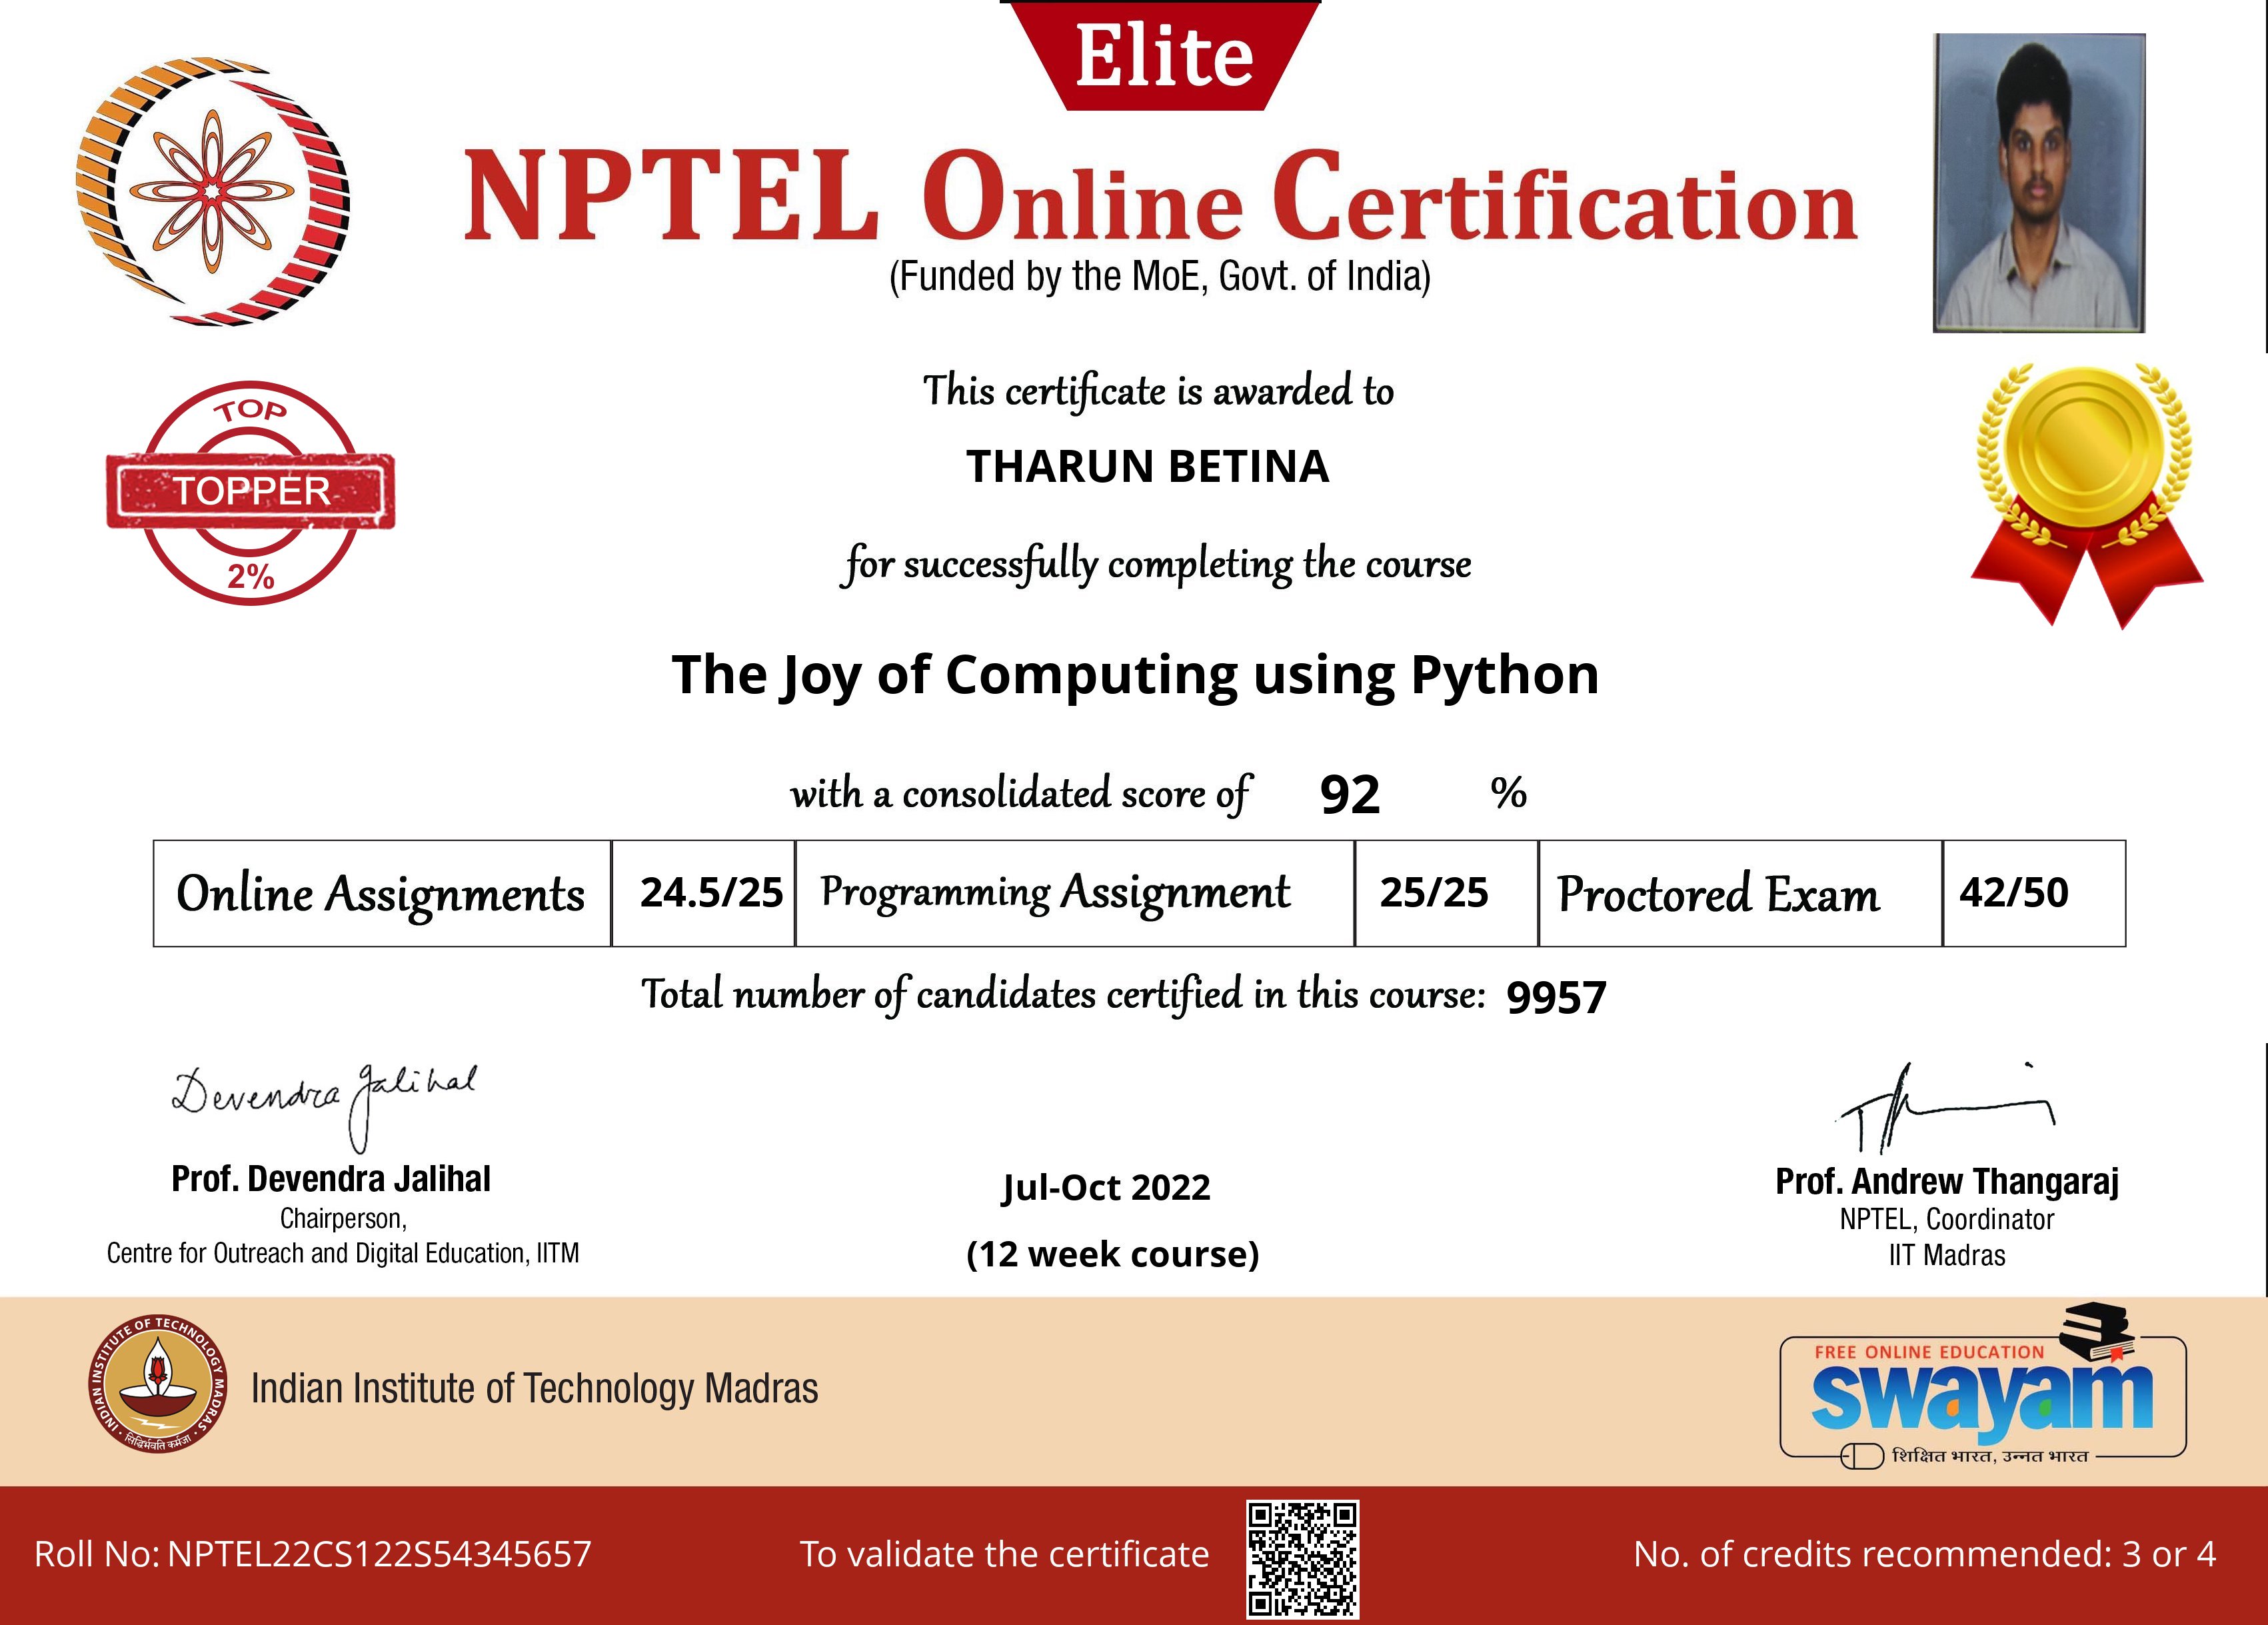 Elite
NPTEL Online Certification
(Funded by the MoE, Govt. of India)
This certificate is awarded to
THARUN BETINA
TOP
TOPPER
2%
for successfully completing the course
The Joy of Computing using Python
with a consolidated score of 92 %
Online Assignments 24.5/25 Programming Assignment 25/25 Proctored Exam 42/50
Total number of candidates certified in this course: 9957
Devendra Jalihal
Prof. Devendra Jalihal
Chairperson,
Centre for Outreach and Digital Education, IITM
Jul-Oct 2022
(12 week course)
Prof. Andrew Thangaraj
NPTEL, Coordinator
IIT Madras
INDIAN INSTITUTE OF TECHNOLOGY MADRAS
सिद्धिर्भवति कर्मजा
Indian Institute of Technology Madras
FREE ONLINE EDUCATION
swayam
शिक्षित भारत, उन्नत भारत
Roll No: NPTEL22CS122S54345657
To validate the certificate
No. of credits recommended: 3 or 4